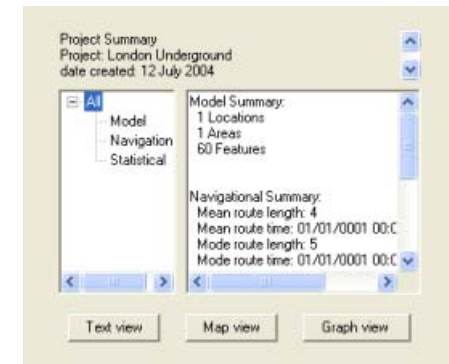 Project Summary
Project: London Underground
date created: 12 July 2004
All
Model
Navigation
Statistical
Model Summary:
1 Locations
1 Areas
60 Features
Navigational Summary:
Mean route length: 4
Mean route time: 01/01/0001 00:0
Mode route length: 5
Mode route time: 01/01/0001 00:0
Text view
Map view
Graph view